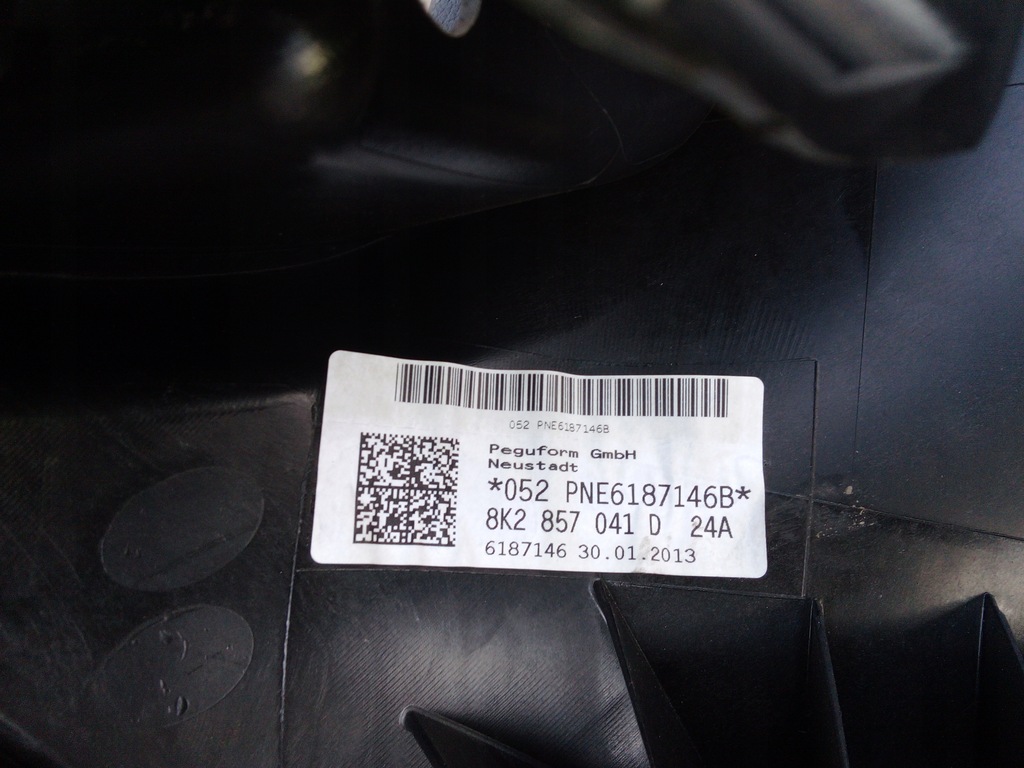 052 PNE6187146B
Peguform GmbH
Neustadt
*052 PNE6187146B*
8K2 857 041 D 24A
6187146 30.01.2013